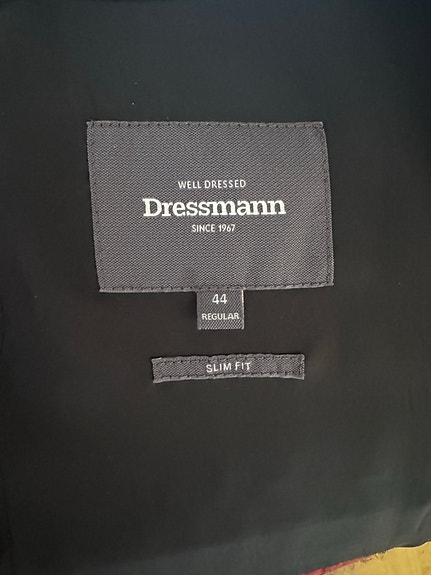 WELL DRESSED
Dressmann
SINCE 1967
44
REGULAR
SLIM FIT